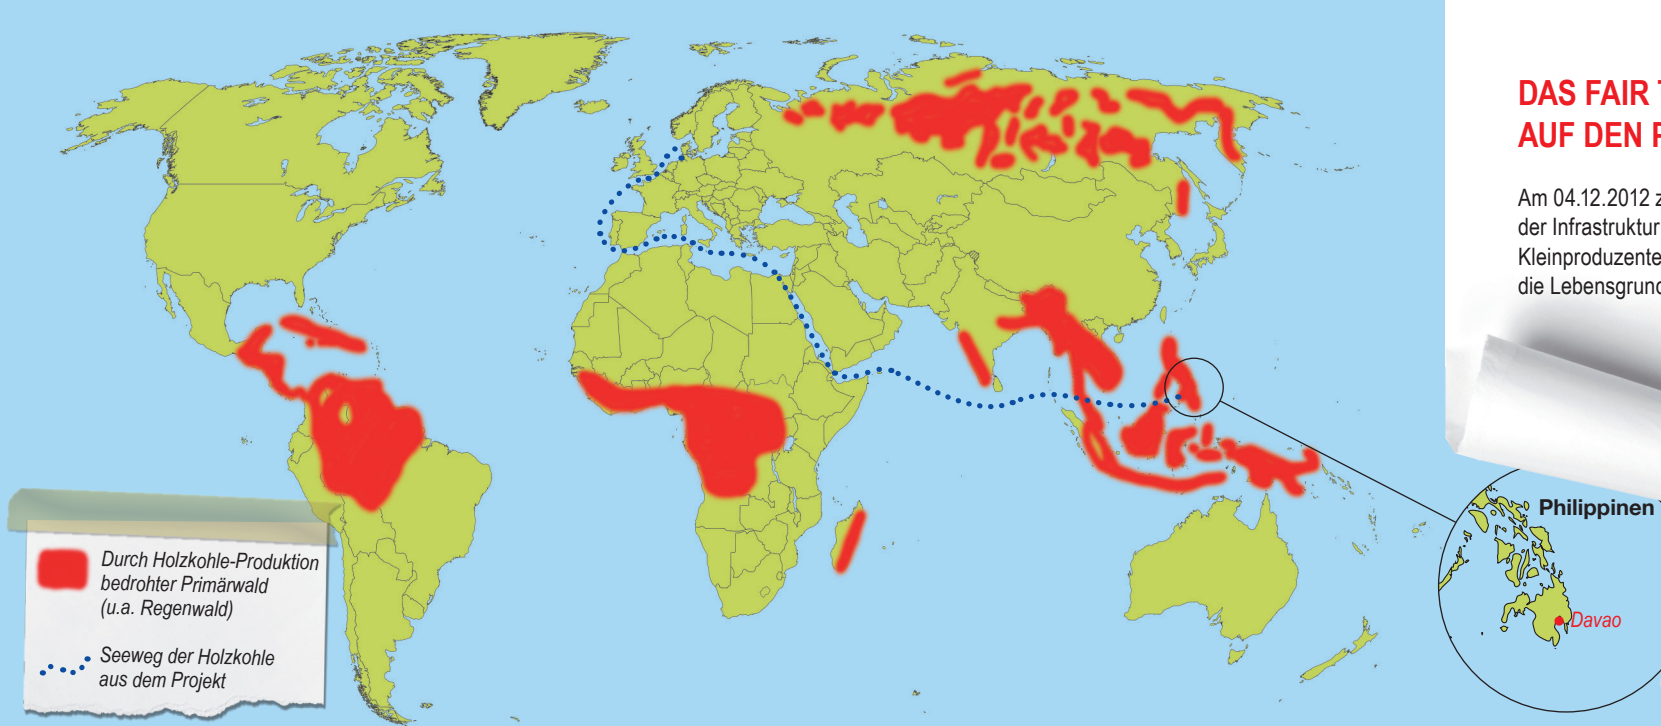 DAS FAIR
AUF DEN
Am 04.12.2012 z
der Infrastruktur
Kleinproduzente
die Lebensgrund
Philippinen
Davao
Durch Holzkohle-Produktion
bedrohter Primärwald
(u.a. Regenwald)
Seeweg der Holzkohle
aus dem Projekt